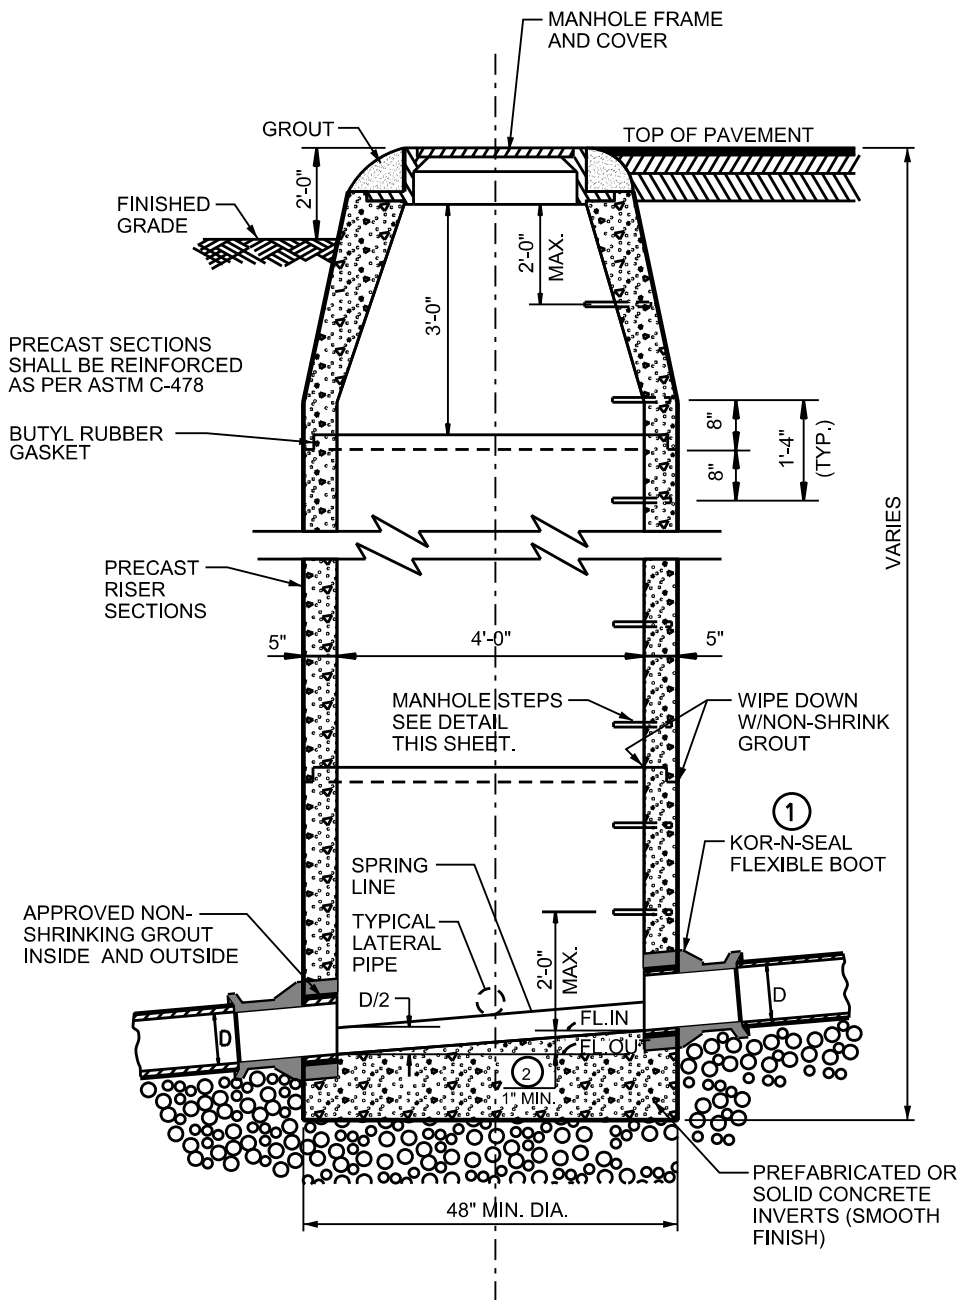 MANHOLE FRAME
AND COVER
GROUT
TOP OF PAVEMENT
2'-0"
FINISHED
GRADE
2'-0"
MAX.
3'-0"
PRECAST SECTIONS
SHALL BE REINFORCED
AS PER ASTM C-478
BUTYL RUBBER
GASKET
8"
8"
1'-4"
(TYP.)
VARIES
PRECAST
RISER
SECTIONS
5"
4'-0"
5"
MANHOLE STEPS
SEE DETAIL
THIS SHEET.
WIPE DOWN
W/NON-SHRINK
GROUT
1
KOR-N-SEAL
FLEXIBLE BOOT
SPRING
LINE
APPROVED NON-
SHRINKING GROUT
INSIDE AND OUTSIDE
TYPICAL
LATERAL
PIPE
2'-0"
MAX.
D/2
D
D
FL.IN
FL.OUT
2
1" MIN.
PREFABRICATED OR
SOLID CONCRETE
INVERTS (SMOOTH
FINISH)
48" MIN. DIA.